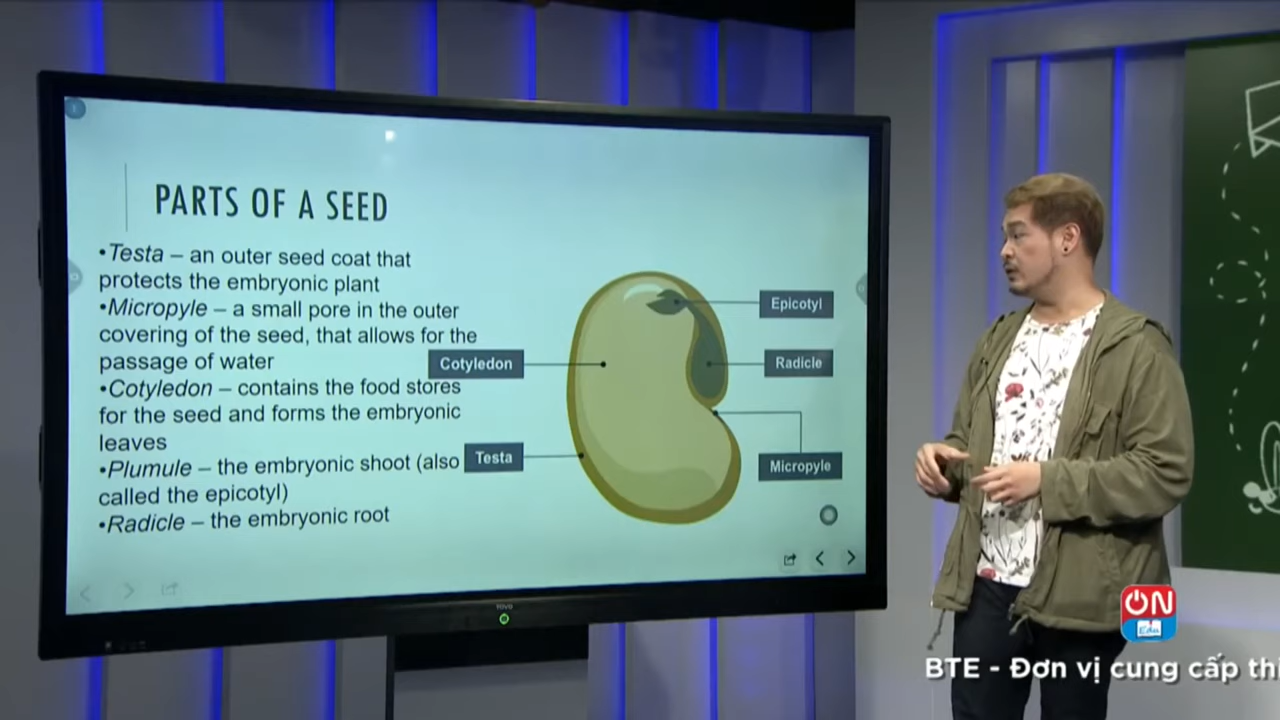 PARTS OF A SEED
•Testa – an outer seed coat that
protects the embryonic plant
•Micropyle – a small pore in the outer
covering of the seed, that allows for the
passage of water
•Cotyledon – contains the food stores
for the seed and forms the embryonic
leaves
•Plumule – the embryonic shoot (also
called the epicotyl)
•Radicle – the embryonic root
Cotyledon
Testa
Epicotyl
Radicle
Micropyle
TOVO
ON
Edu
BTE - Đơn vị cung cấp thi